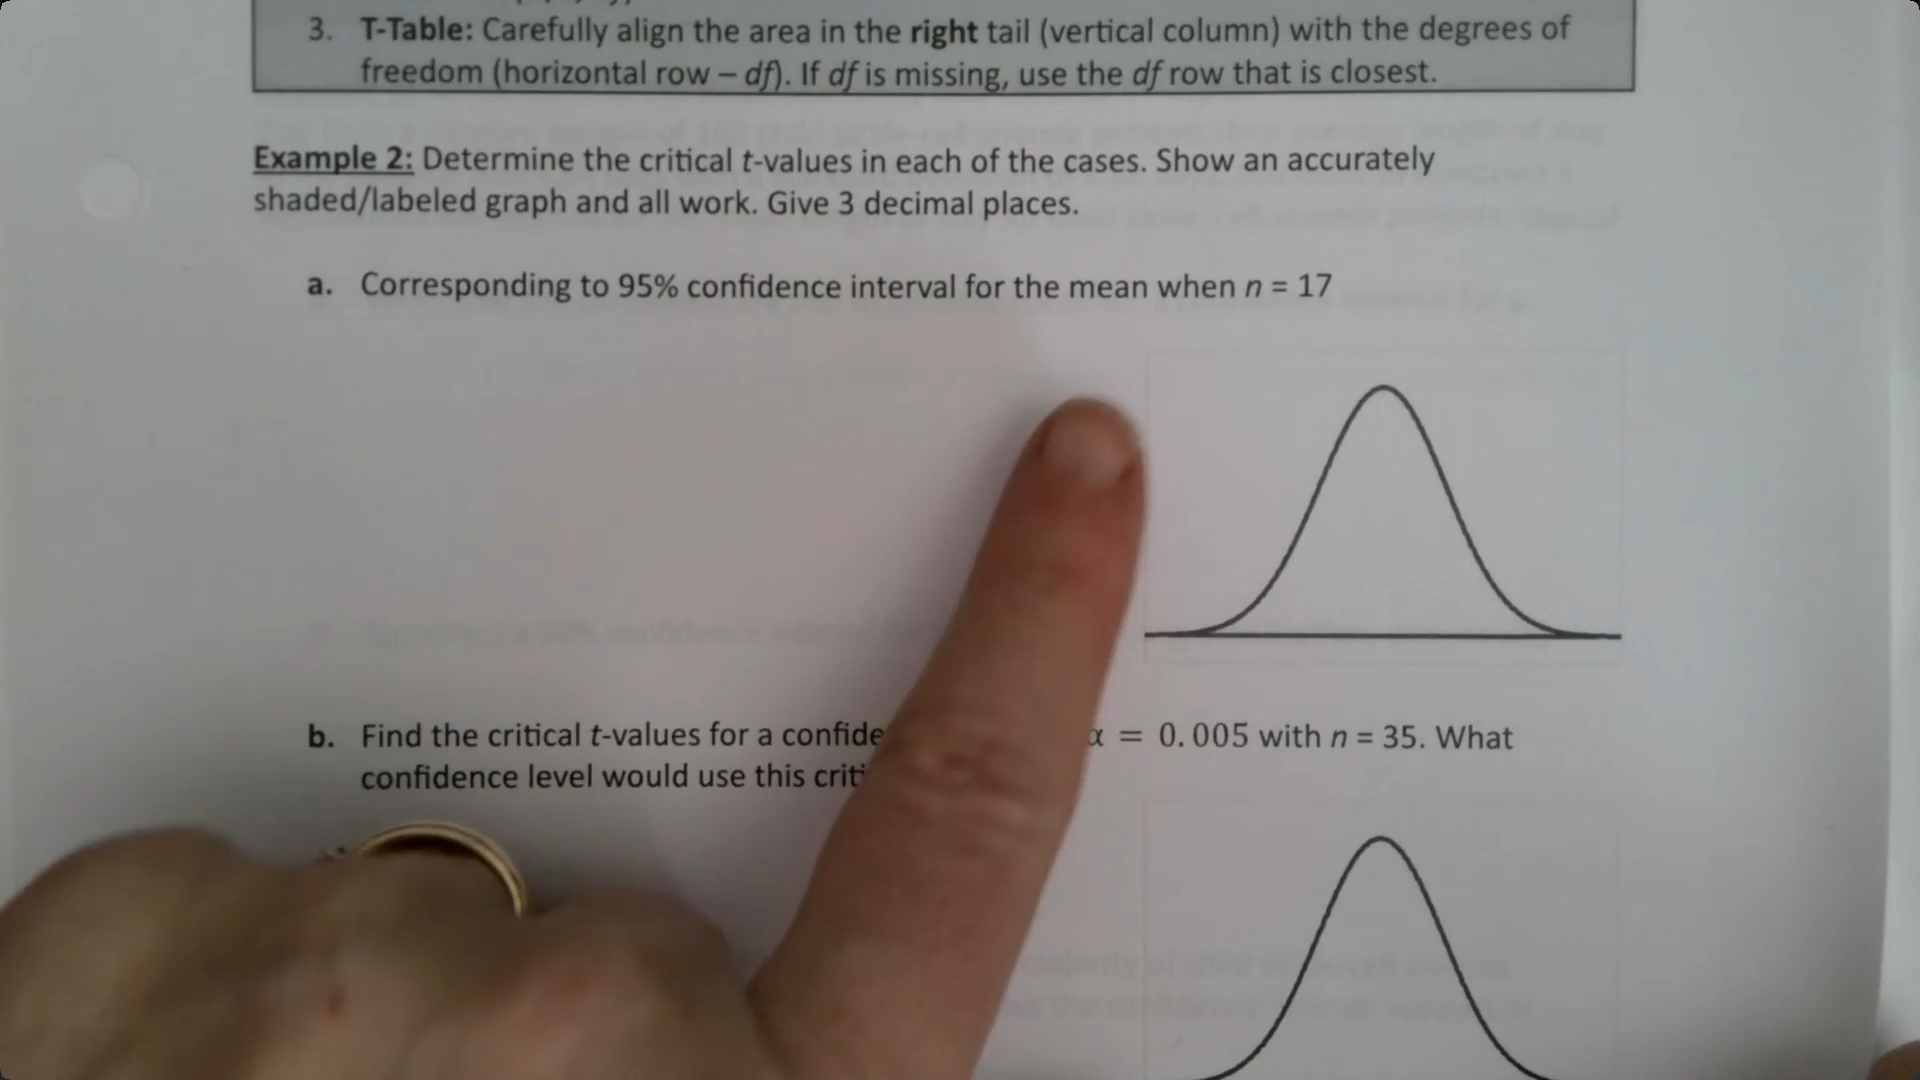 3. T-Table: Carefully align the area in the right tail (vertical column) with the degrees of
freedom (horizontal row – df). If df is missing, use the df row that is closest.
Example 2: Determine the critical t-values in each of the cases. Show an accurately
shaded/labeled graph and all work. Give 3 decimal places.
a. Corresponding to 95% confidence interval for the mean when n = 17
b. Find the critical t-values for a α = 0.005 with n = 35. What
confidence level would use this